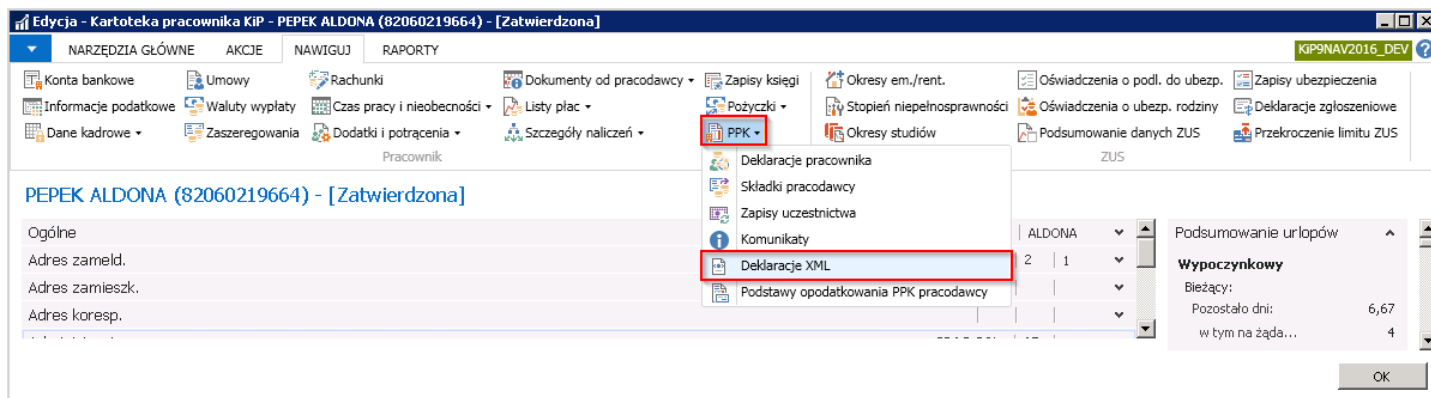 Edycja - Kartoteka pracownika KiP - PEPEK ALDONA (82060219664) - [Zatwierdzona]
NARZĘDZIA GŁÓWNE AKCJE NAWIGUJ RAPORTY KiP9NAV2016_DEV
Konta bankowe Umowy Rachunki Dokumenty od pracodawcy Zapisy księgi Okresy em./rent. Oświadczenia o podl. do ubezp. Zapisy ubezpieczenia
Informacje podatkowe Waluty wypłaty Czas pracy i nieobecności Listy płac Pożyczki Stopień niepełnosprawności Oświadczenia o ubezp. rodziny Deklaracje zgłoszeniowe
Dane kadrowe Zaszeregowania Dodatki i potrącenia Szczegóły naliczeń PPK Okresy studiów Podsumowanie danych ZUS Przekroczenie limitu ZUS
Pracownik ZUS
Deklaracje pracownika
Składki pracodawcy
Zapisy uczestnictwa
Komunikaty
Deklaracje XML
Podstawy opodatkowania PPK pracodawcy
PEPEK ALDONA (82060219664) - [Zatwierdzona]
Ogólne ALDONA
Adres zameld. 2 1
Adres zamieszk.
Adres koresp.
Podsumowanie urlopów
Wypoczynkowy
Bieżący:
Pozostało dni: 6,67
w tym na żąda... 4
OK